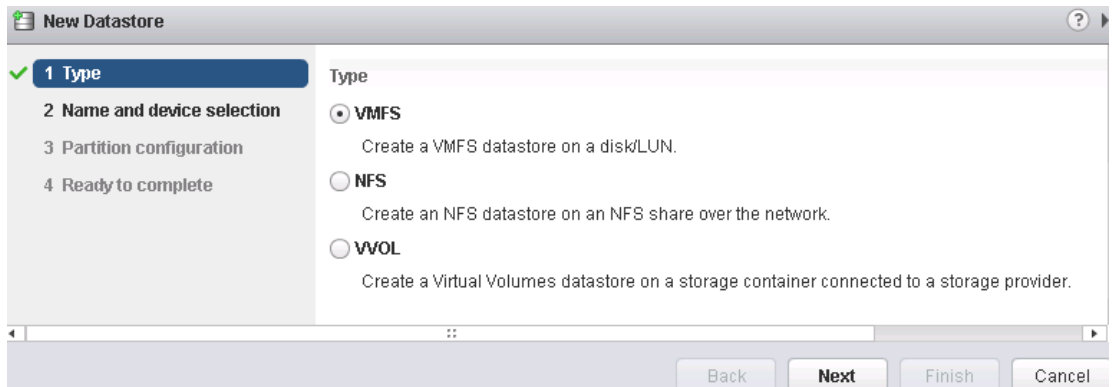 New Datastore
?
1 Type
2 Name and device selection
3 Partition configuration
4 Ready to complete
Type
VMFS
Create a VMFS datastore on a disk/LUN.
NFS
Create an NFS datastore on an NFS share over the network.
VVOL
Create a Virtual Volumes datastore on a storage container connected to a storage provider.
Back Next Finish Cancel